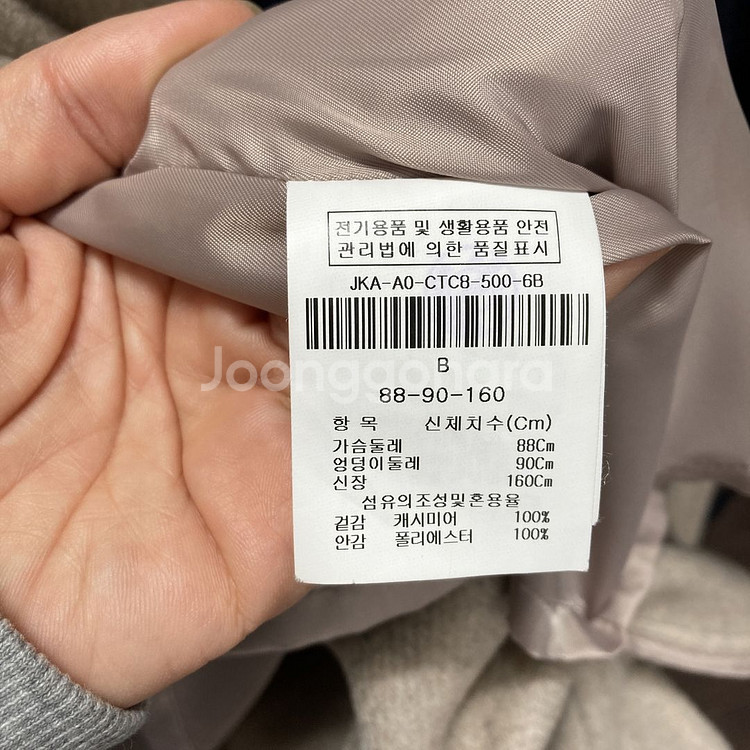 전기용품 및 생활용품 안전
관리법에 의한 품질표시
JKA-A0-CTC8-500-6B
B
Joonggonara
88-90-160
항 목 신체치수(Cm)
가슴둘레 88Cm
엉덩이둘레 90Cm
신장 160Cm
섬유의조성및혼용율
겉감 캐시미어 100%
안감 폴리에스터 100%